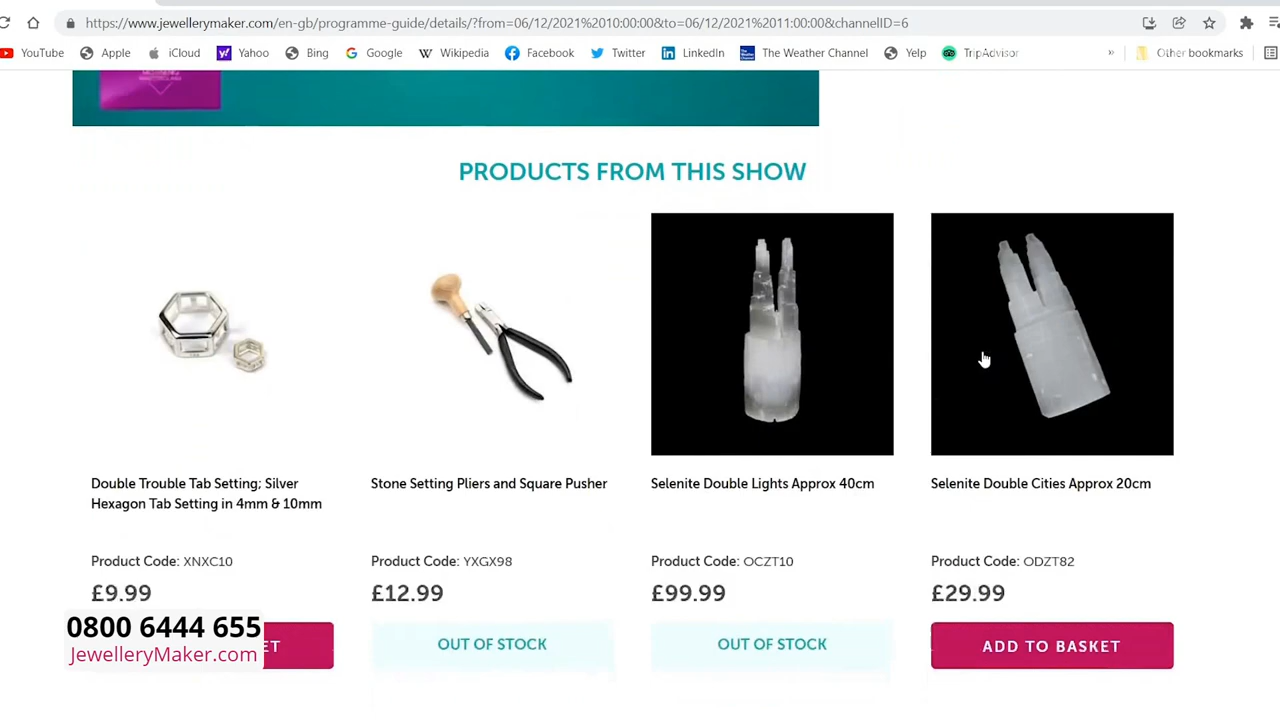 https://www.jewellerymaker.com/en-gb/programme-guide/details/?from=06/12/2021%2010:00:00&to=06/12/2021%2011:00:00&channelID=6
YouTube Apple iCloud Yahoo Bing Google Wikipedia Facebook Twitter LinkedIn The Weather Channel Yelp TripAdvisor » Other bookmarks
PRODUCTS FROM THIS SHOW
Double Trouble Tab Setting; Silver
Hexagon Tab Setting in 4mm & 10mm
Product Code: XNXC10
£9.99
0800 6444 655
JewelleryMaker.com
ET
Stone Setting Pliers and Square Pusher
Product Code: YXGX98
£12.99
OUT OF STOCK
Selenite Double Lights Approx 40cm
Product Code: OCZT10
£99.99
OUT OF STOCK
Selenite Double Cities Approx 20cm
Product Code: ODZT82
£29.99
ADD TO BASKET